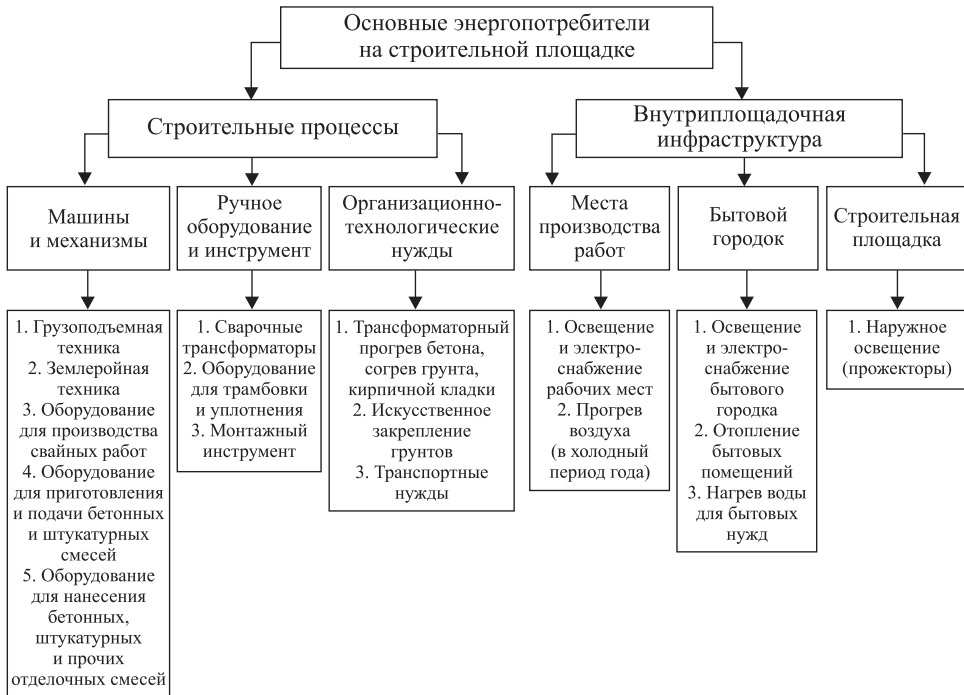 Основные энергопотребители
на строительной площадке
Строительные процессы
Внутриплощадочная
инфраструктура
Машины
и механизмы
Ручное
оборудование
и инструмент
Организационно-
технологические
нужды
Места
производства
работ
Бытовой
городок
Строительная
площадка
1. Грузоподъемная
техника
2. Землеройная
техника
3. Оборудование
для производства
свайных работ
4. Оборудование
для приготовления
и подачи бетонных
и штукатурных
смесей
5. Оборудование
для нанесения
бетонных,
штукатурных
и прочих
отделочных смесей
1. Сварочные
трансформаторы
2. Оборудование
для трамбовки
и уплотнения
3. Монтажный
инструмент
1. Трансформаторный
прогрев бетона,
согрев грунта,
кирпичной кладки
2. Искусственное
закрепление
грунтов
3. Транспортные
нужды
1. Освещение
и электро-
снабжение
рабочих мест
2. Прогрев
воздуха
(в холодный
период года)
1. Освещение
и электро-
снабжение
бытового
городка
2. Отопление
бытовых
помещений
3. Нагрев воды
для бытовых
нужд
1. Наружное
освещение
(прожекторы)